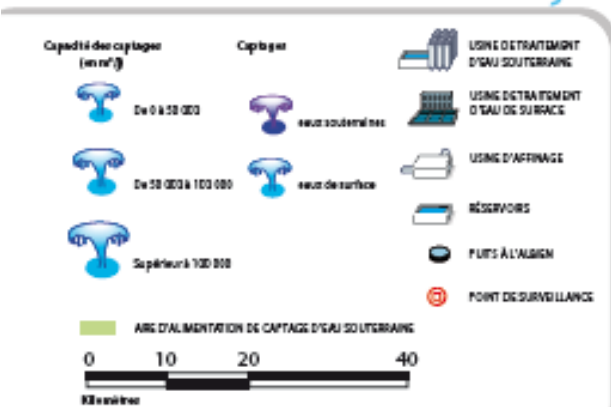 Capacité des captages
(en m³/j)
De 0 à 50 000
De 50 000 à 100 000
Supérieur à 100 000
Captages
eaux souterraines
eaux de surface
USINE DE TRAITEMENT
D'EAU SOUTERRAINE
USINE DE TRAITEMENT
D'EAU DE SURFACE
USINE D'AFFINAGE
RÉSERVOIRS
PUITS À L'ALBIEN
POINT DE SURVEILLANCE
AIRE D'ALIMENTATION DE CAPTAGE D'EAU SOUTERRAINE
0 10 20 40
Kilomètres